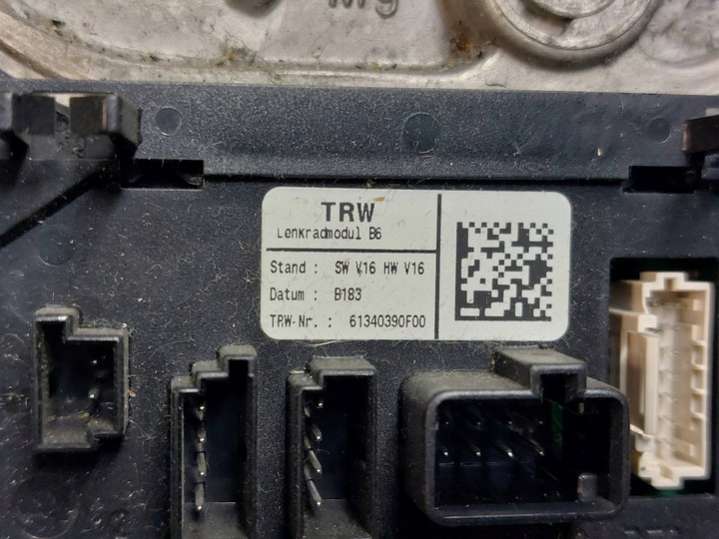 TRW
Lenkradmodul B6
Stand : SW V16 HW V16
Datum : B183
TRW-Nr. : 61340390F00